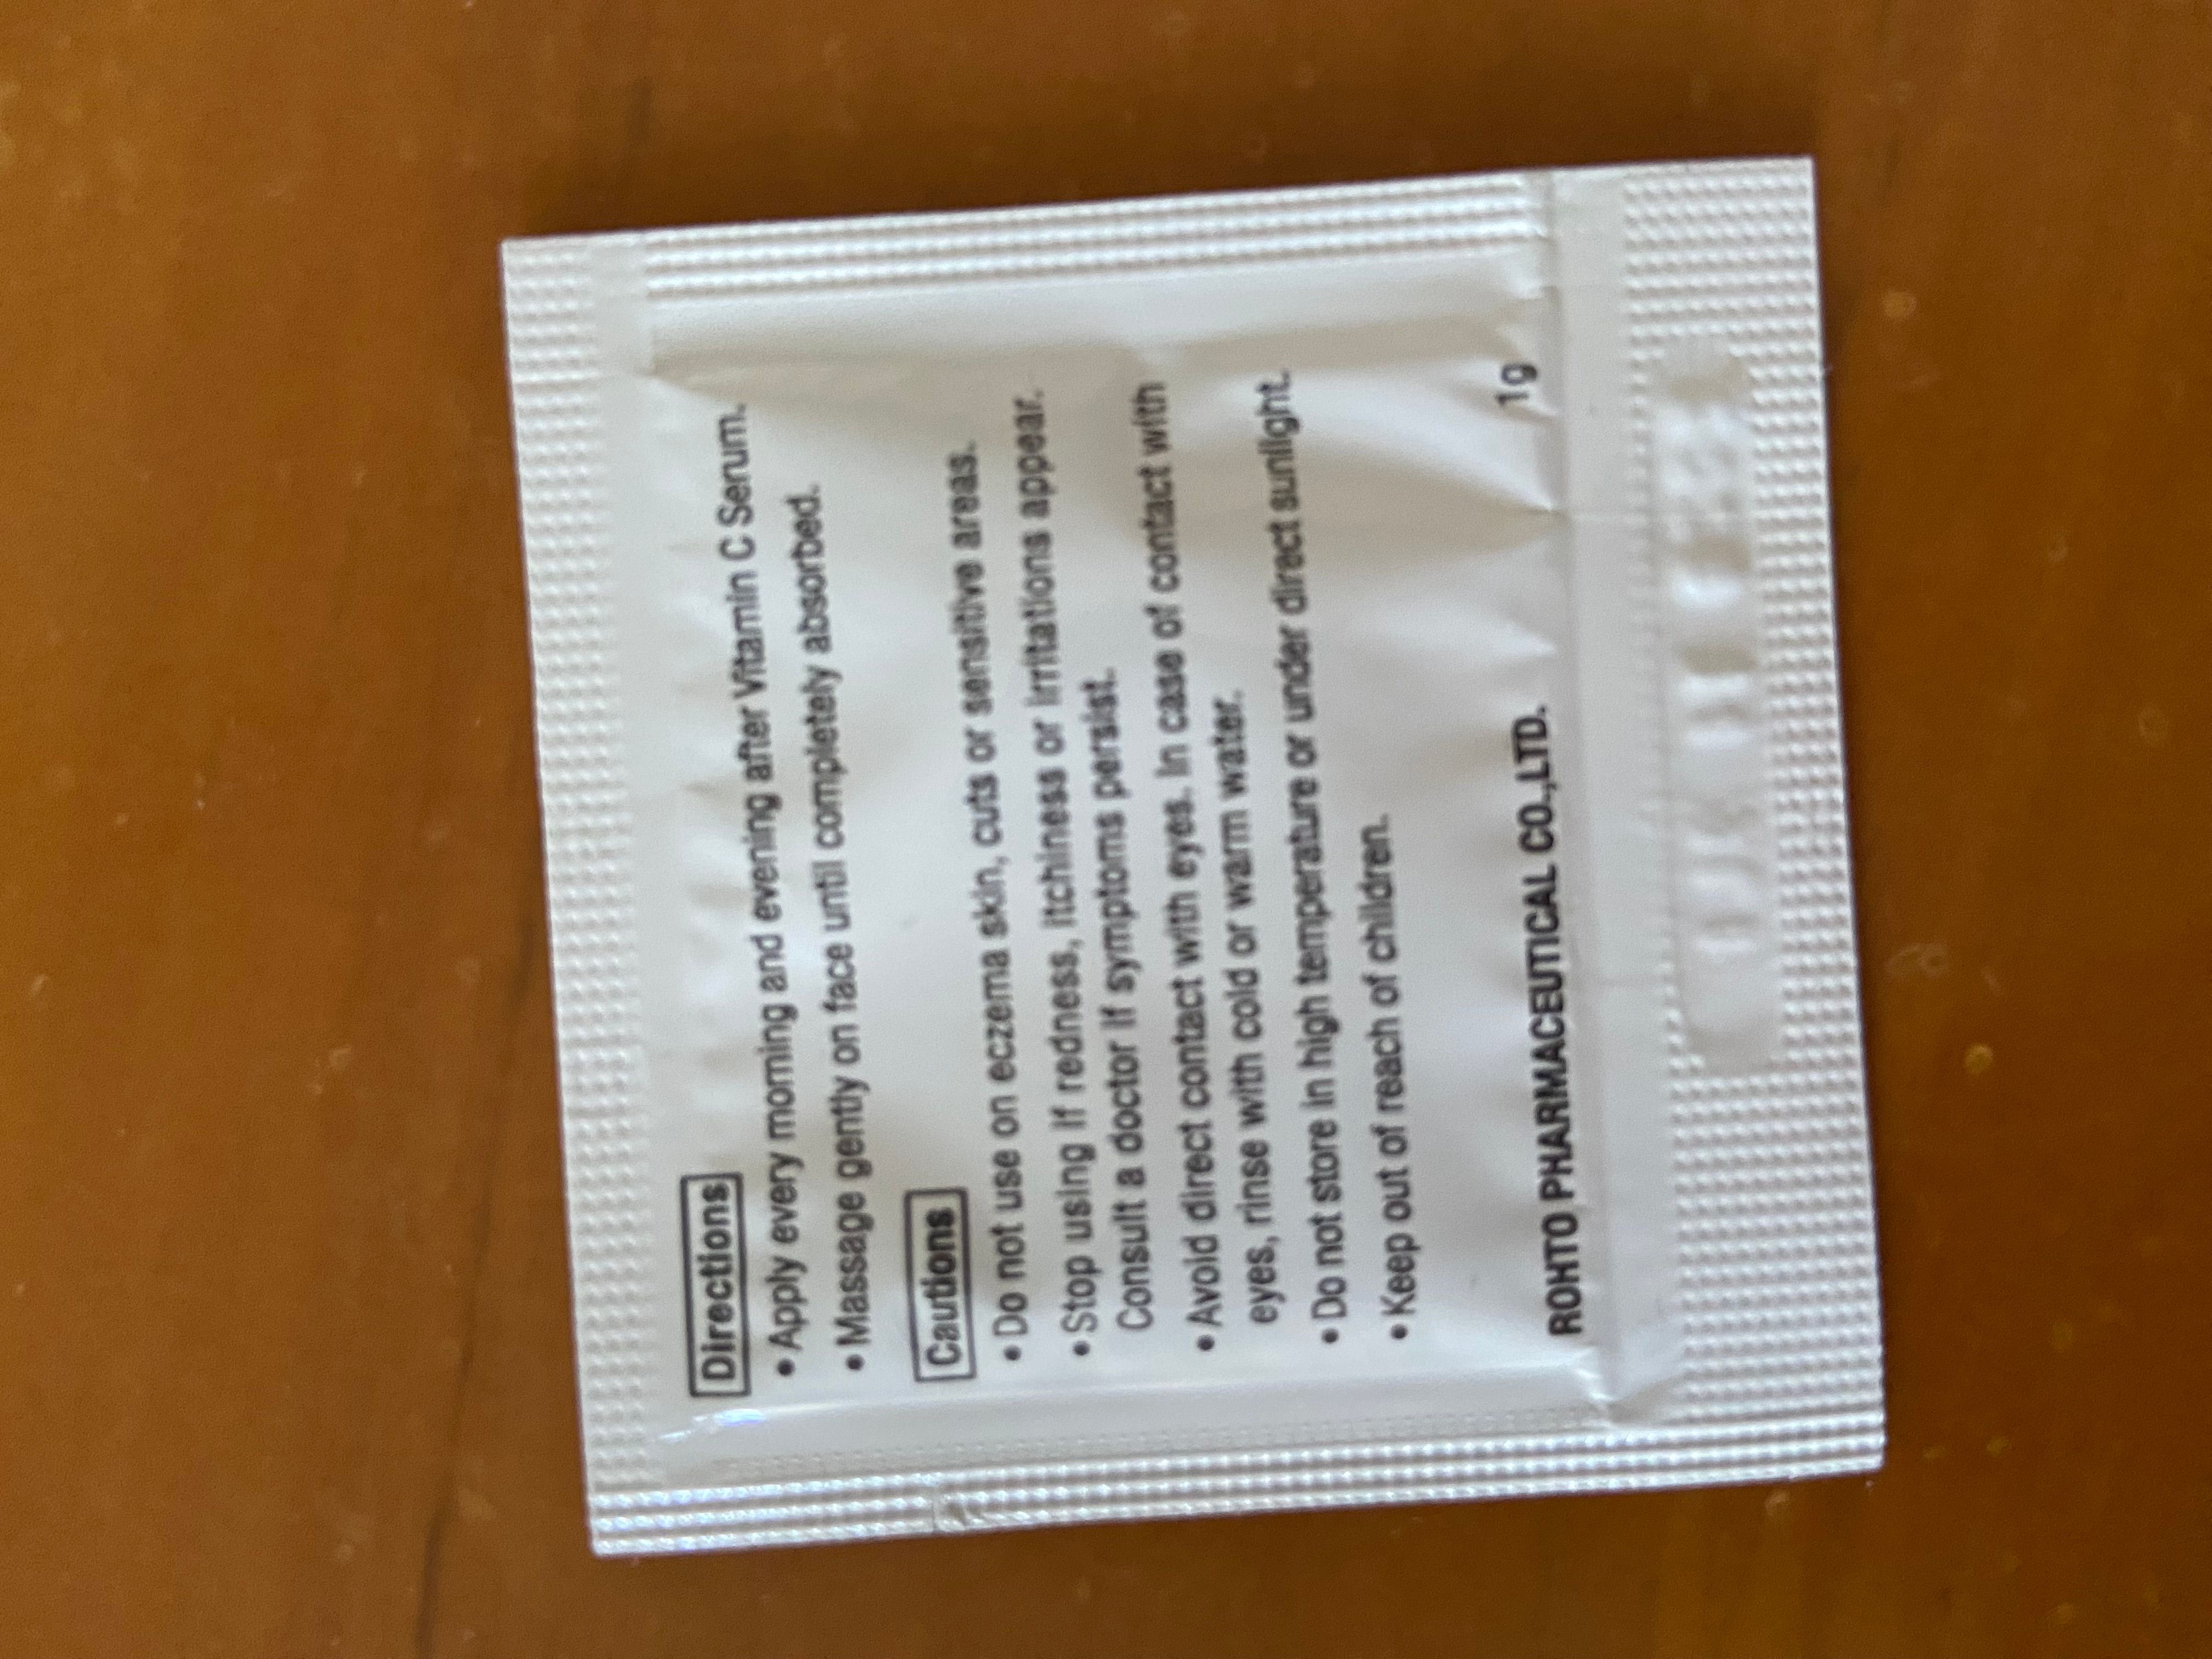 Directions
• Apply every morning and evening after Vitamin C Serum.
• Massage gently on face until completely absorbed.
Cautions
• Do not use on eczema skin, cuts or sensitive areas.
• Stop using if redness, itchiness or irritations appear.
Consult a doctor if symptoms persist.
• Avoid direct contact with eyes. In case of contact with
eyes, rinse with cold or warm water.
• Do not store in high temperature or under direct sunlight.
• Keep out of reach of children.
ROHTO PHARMACEUTICAL CO.,LTD. 1g